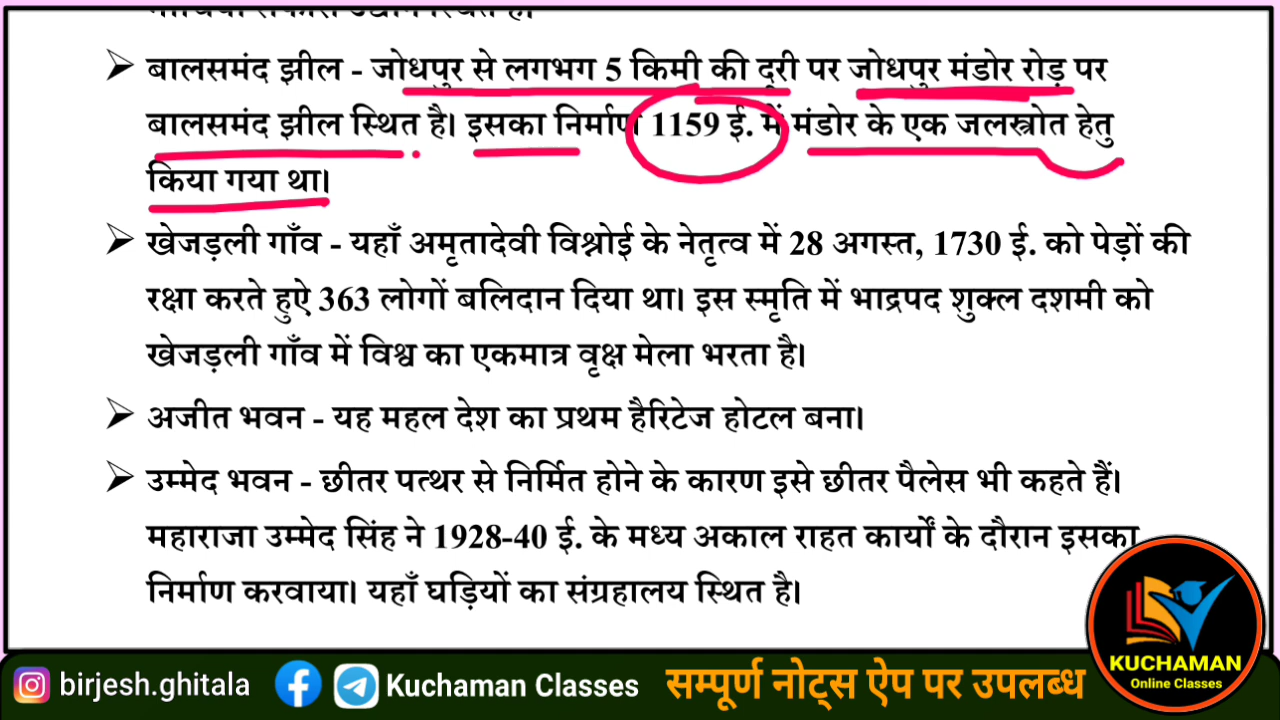 ➢ बालसमंद झील - जोधपुर से लगभग 5 किमी की दूरी पर जोधपुर मंडोर रोड़ पर
बालसमंद झील स्थित है। इसका निर्माण 1159 ई. में मंडोर के एक जलस्त्रोत हेतु
किया गया था।
➢ खेजड़ली गाँव - यहाँ अमृतादेवी विश्नोई के नेतृत्व में 28 अगस्त, 1730 ई. को पेड़ों की
रक्षा करते हुऐ 363 लोगों बलिदान दिया था। इस स्मृति में भाद्रपद शुक्ल दशमी को
खेजड़ली गाँव में विश्व का एकमात्र वृक्ष मेला भरता है।
➢ अजीत भवन - यह महल देश का प्रथम हैरिटेज होटल बना।
➢ उम्मेद भवन - छीतर पत्थर से निर्मित होने के कारण इसे छीतर पैलेस भी कहते हैं।
महाराजा उम्मेद सिंह ने 1928-40 ई. के मध्य अकाल राहत कार्यों के दौरान इसका
निर्माण करवाया। यहाँ घड़ियों का संग्रहालय स्थित है।
KUCHAMAN
Online Classes
birjesh.ghitala
Kuchaman Classes
सम्पूर्ण नोट्स ऐप पर उपलब्ध